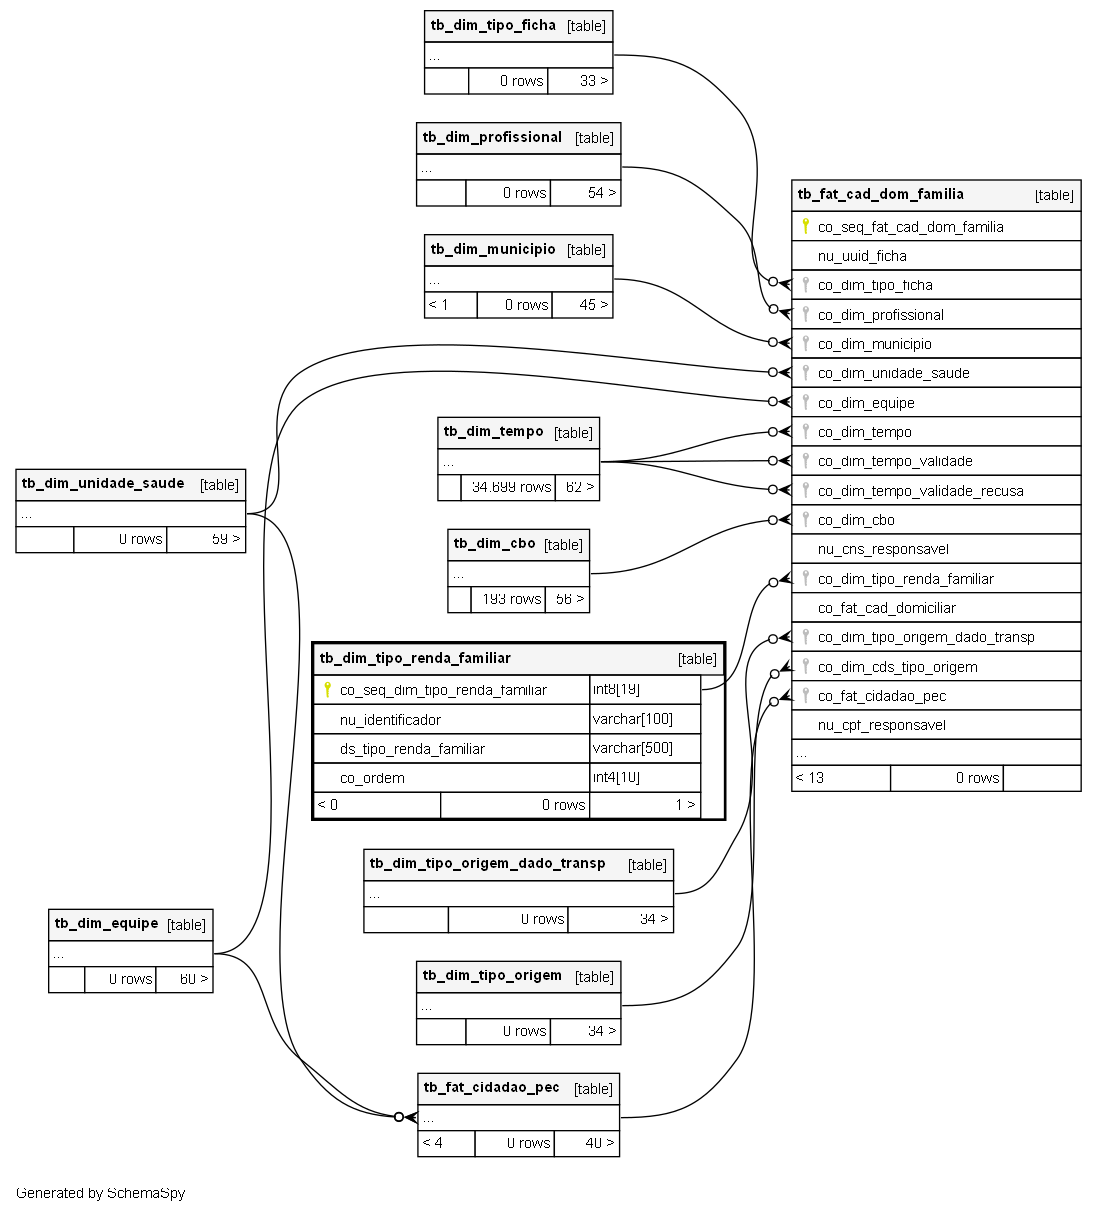 tb_dim_tipo_ficha [table]
...
0 rows 33 >
tb_dim_profissional [table]
...
0 rows 54 >
tb_dim_municipio [table]
...
< 1 0 rows 45 >
tb_fat_cad_dom_familia [table]
co_seq_fat_cad_dom_familia
nu_uuid_ficha
co_dim_tipo_ficha
co_dim_profissional
co_dim_municipio
co_dim_unidade_saude
co_dim_equipe
co_dim_tempo
co_dim_tempo_validade
co_dim_tempo_validade_recusa
co_dim_cbo
nu_cns_responsavel
co_dim_tipo_renda_familiar
co_fat_cad_domiciliar
co_dim_tipo_origem_dado_transp
co_dim_cds_tipo_origem
co_fat_cidadao_pec
nu_cpf_responsavel
...
< 13 0 rows
tb_dim_tempo [table]
...
34.699 rows 62 >
tb_dim_unidade_saude [table]
...
0 rows 59 >
tb_dim_cbo [table]
...
193 rows 56 >
tb_dim_tipo_renda_familiar [table]
co_seq_dim_tipo_renda_familiar int8[19]
nu_identificador varchar[100]
ds_tipo_renda_familiar varchar[500]
co_ordem int4[10]
< 0 0 rows 1 >
tb_dim_tipo_origem_dado_transp [table]
...
0 rows 34 >
tb_dim_equipe [table]
...
0 rows 60 >
tb_dim_tipo_origem [table]
...
0 rows 34 >
tb_fat_cidadao_pec [table]
...
< 4 0 rows 40 >
Generated by SchemaSpy